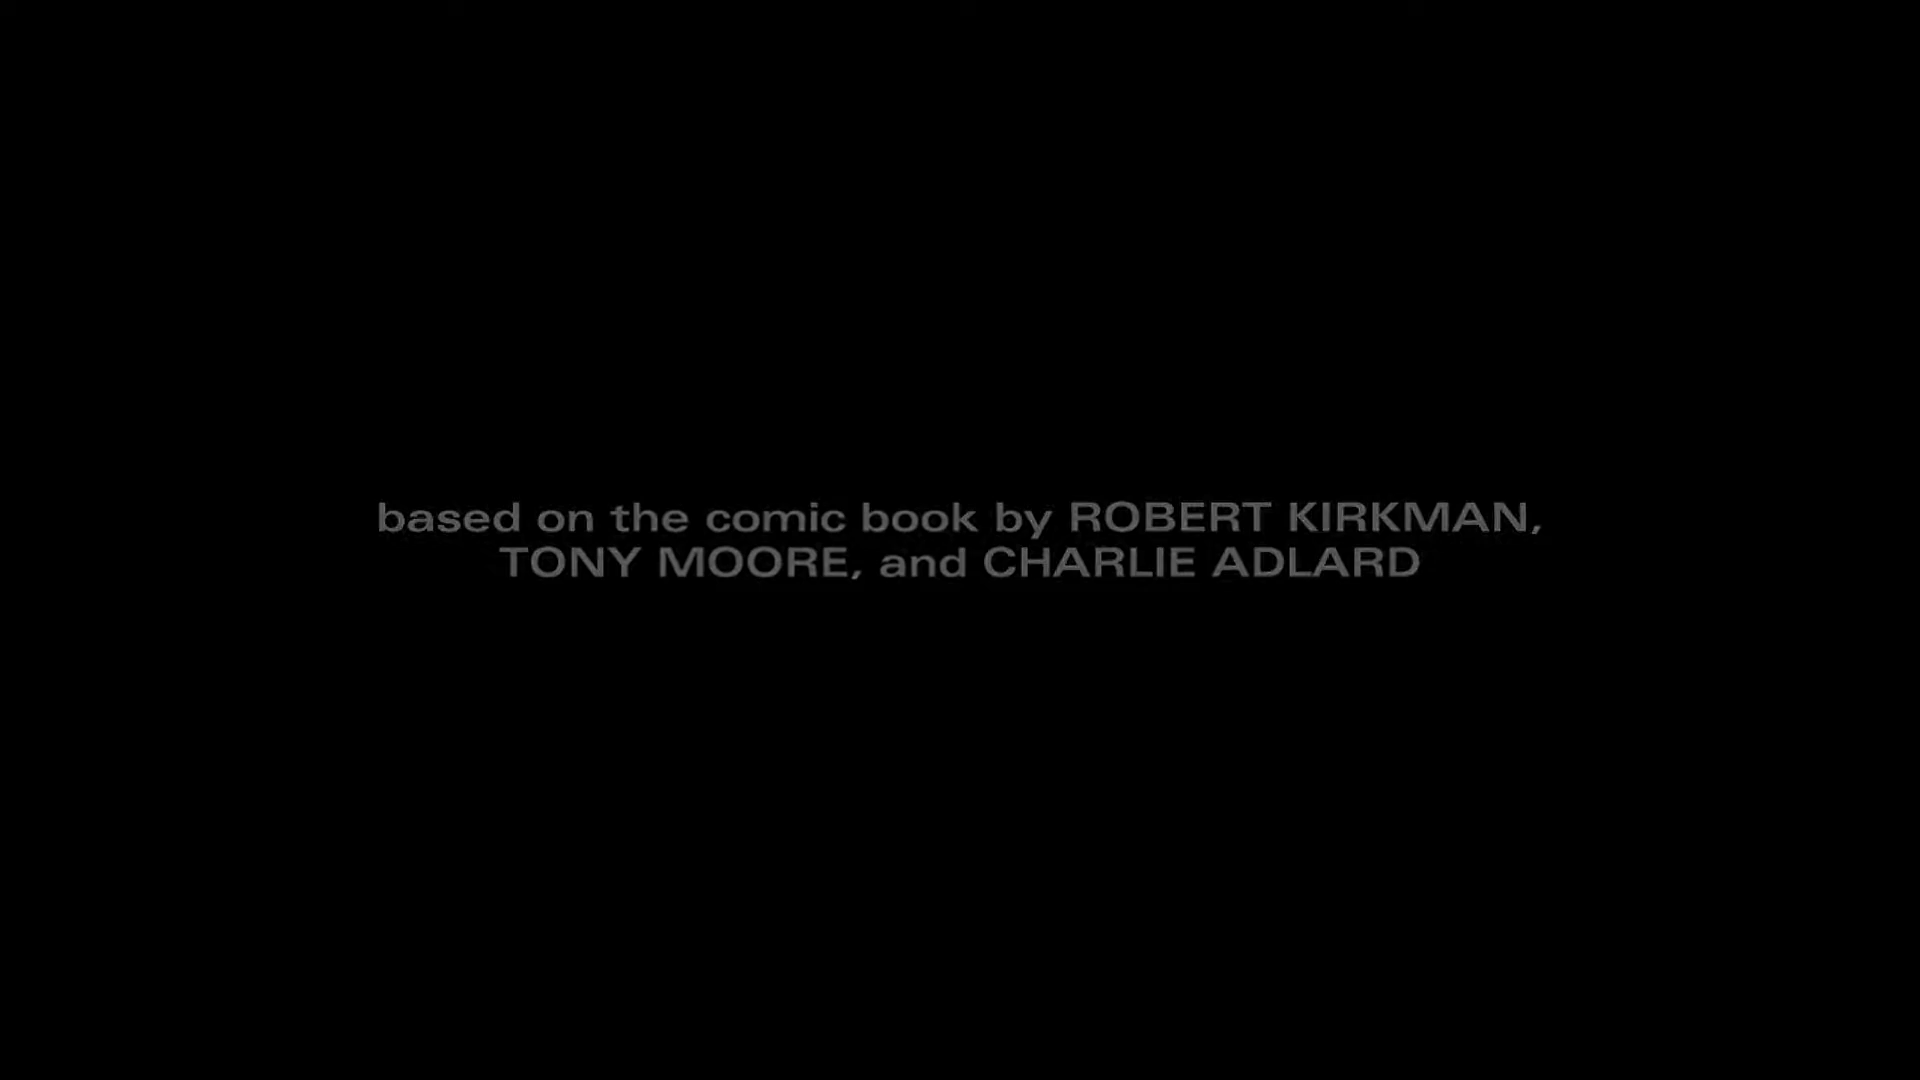 based on the comic book by ROBERT KIRKMAN,
TONY MOORE, and CHARLIE ADLARD